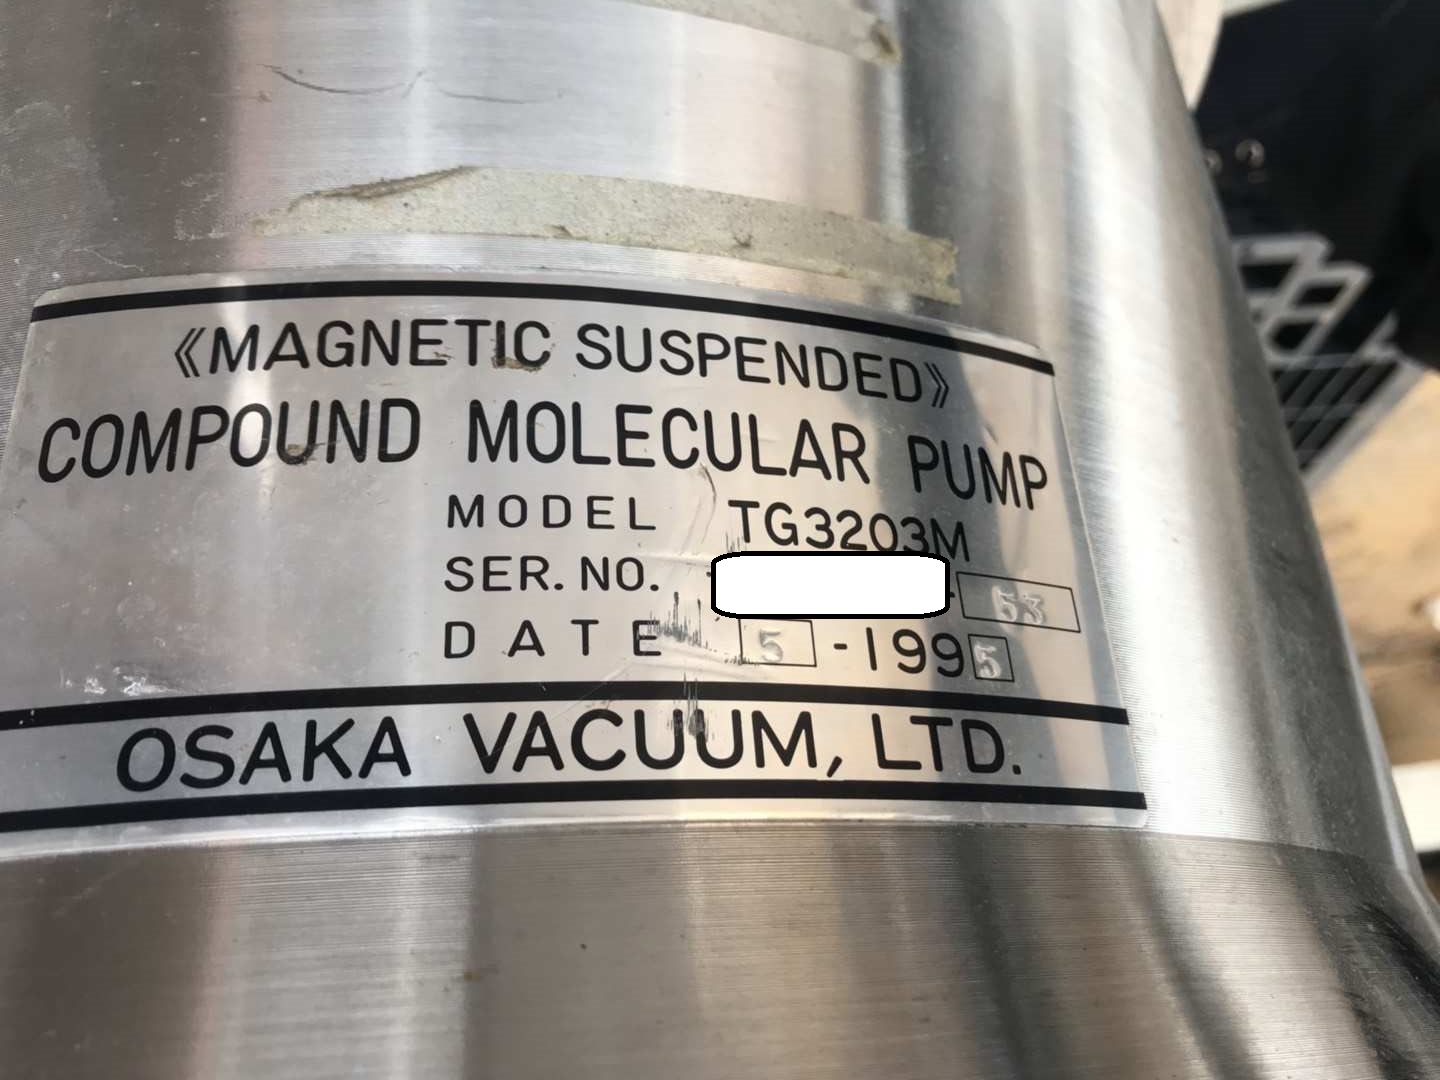 《MAGNETIC SUSPENDED》
COMPOUND MOLECULAR PUMP
MODEL TG3203M
SER. NO. - 53
DATE 5 -1995
OSAKA VACUUM, LTD.